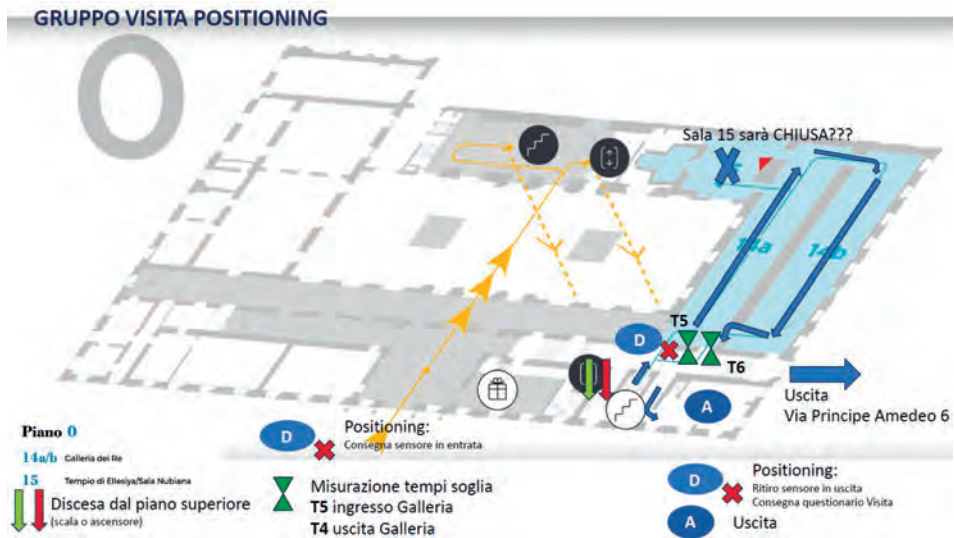 GRUPPO VISITA POSITIONING
O
Sala 15 sarà CHIUSA???
14a
14b
T5
D
T6
A
Uscita
Via Principe Amedeo 6
Piano 0
14a/b Galleria dei Re
15 Tempio di Ellesiya/Sala Nubiana
Discesa dal piano superiore
(scala o ascensore)
D
Positioning:
Consegna sensore in entrata
Misurazione tempi soglia
T5 ingresso Galleria
T4 uscita Galleria
D
Positioning:
Ritiro sensore in uscita
Consegna questionario Visita
A
Uscita